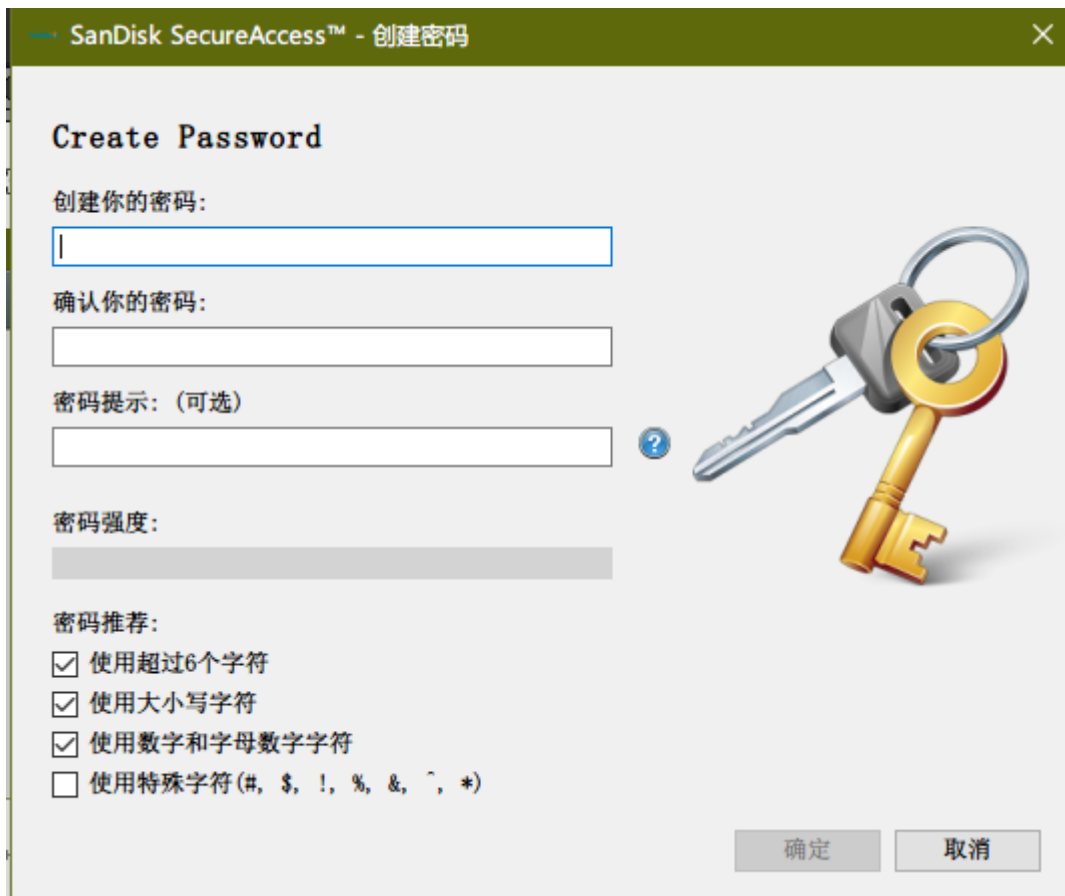 SanDisk SecureAccess™ - 创建密码
Create Password
创建你的密码:
确认你的密码:
密码提示: (可选)
?
密码强度:
密码推荐:
使用超过6个字符
使用大小写字符
使用数字和字母数字字符
使用特殊字符(#, $, !, %, &, ^, *)
确定 取消